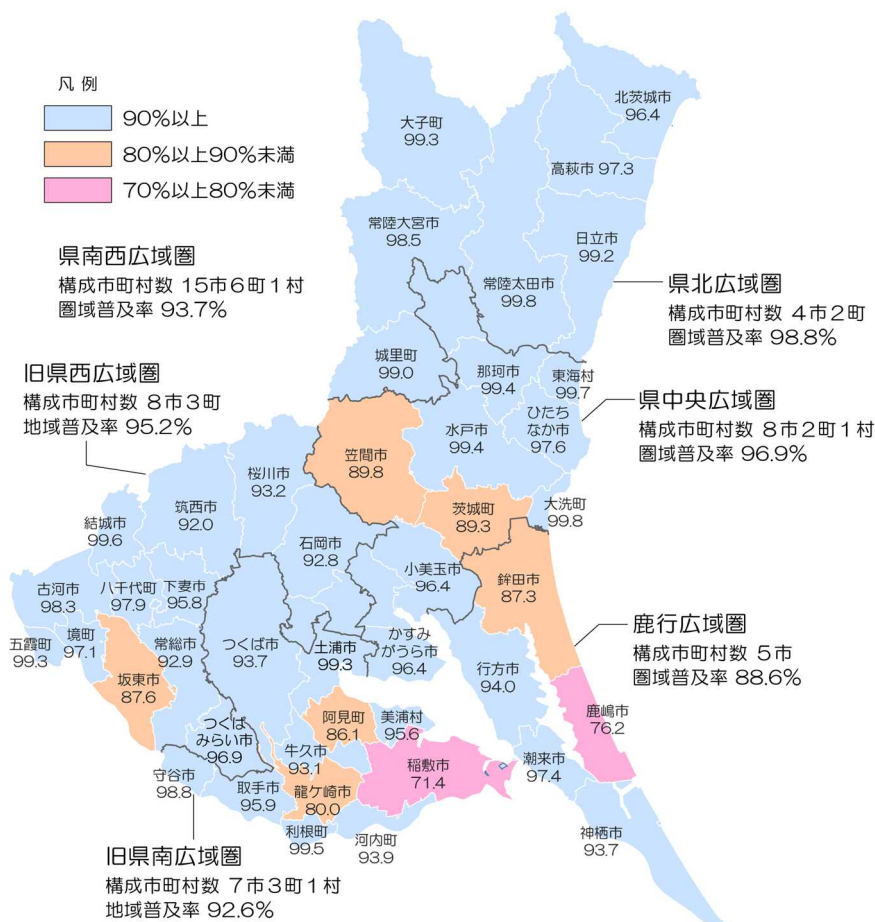 凡例
90%以上
80%以上90%未満
70%以上80%未満
県南西広域圏
構成市町村数 15市6町1村
圏域普及率 93.7%
旧県西広域圏
構成市町村数 8市3町
地域普及率 95.2%
県北広域圏
構成市町村数 4市2町
圏域普及率 98.8%
県中央広域圏
構成市町村数 8市2町1村
圏域普及率 96.9%
鹿行広域圏
構成市町村数 5市
圏域普及率 88.6%
旧県南広域圏
構成市町村数 7市3町1村
地域普及率 92.6%
北茨城市
96.4
大子町
99.3
高萩市 97.3
常陸大宮市
98.5
日立市
99.2
常陸太田市
99.8
城里町
99.0
那珂市
99.4
東海村
99.7
ひたち
なか市
97.6
水戸市
99.4
笠間市
89.8
茨城町
89.3
大洗町
99.8
桜川市
93.2
筑西市
92.0
結城市
99.6
石岡市
92.8
小美玉市
96.4
鉾田市
87.3
古河市
98.3
八千代町
97.9
下妻市
95.8
五霞町
99.3
境町
97.1
常総市
92.9
つくば市
93.7
土浦市
99.3
かすみ
がうら市
96.4
行方市
94.0
坂東市
87.6
鹿嶋市
76.2
つくば
みらい市
96.9
阿見町
86.1
美浦村
95.6
牛久市
93.1
稲敷市
71.4
潮来市
97.4
守谷市
98.8
取手市
95.9
龍ケ崎市
80.0
利根町
99.5
河内町
93.9
神栖市
93.7